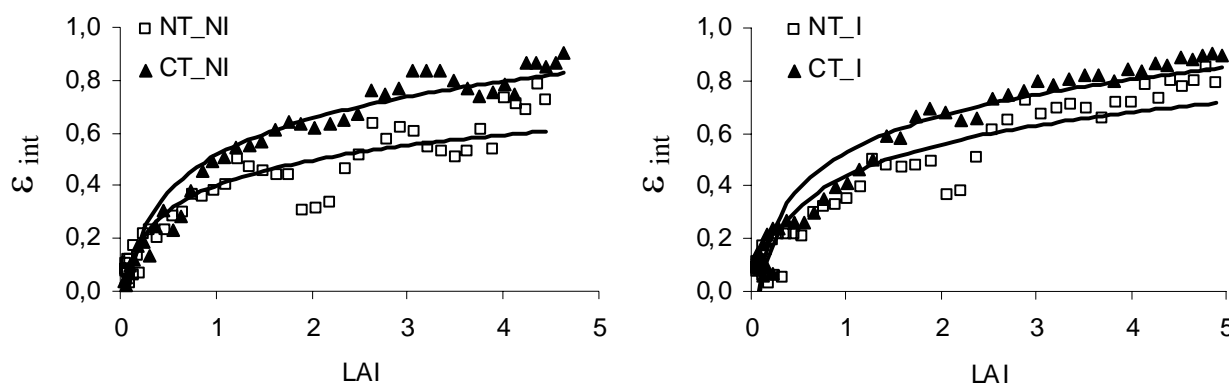 1,0
0,8
0,6
0,4
0,2
0,0
ε int
NT_NI
CT_NI
0 1 2 3 4 5
LAI
1,0
0,8
0,6
0,4
0,2
0,0
ε int
NT_I
CT_I
0 1 2 3 4 5
LAI